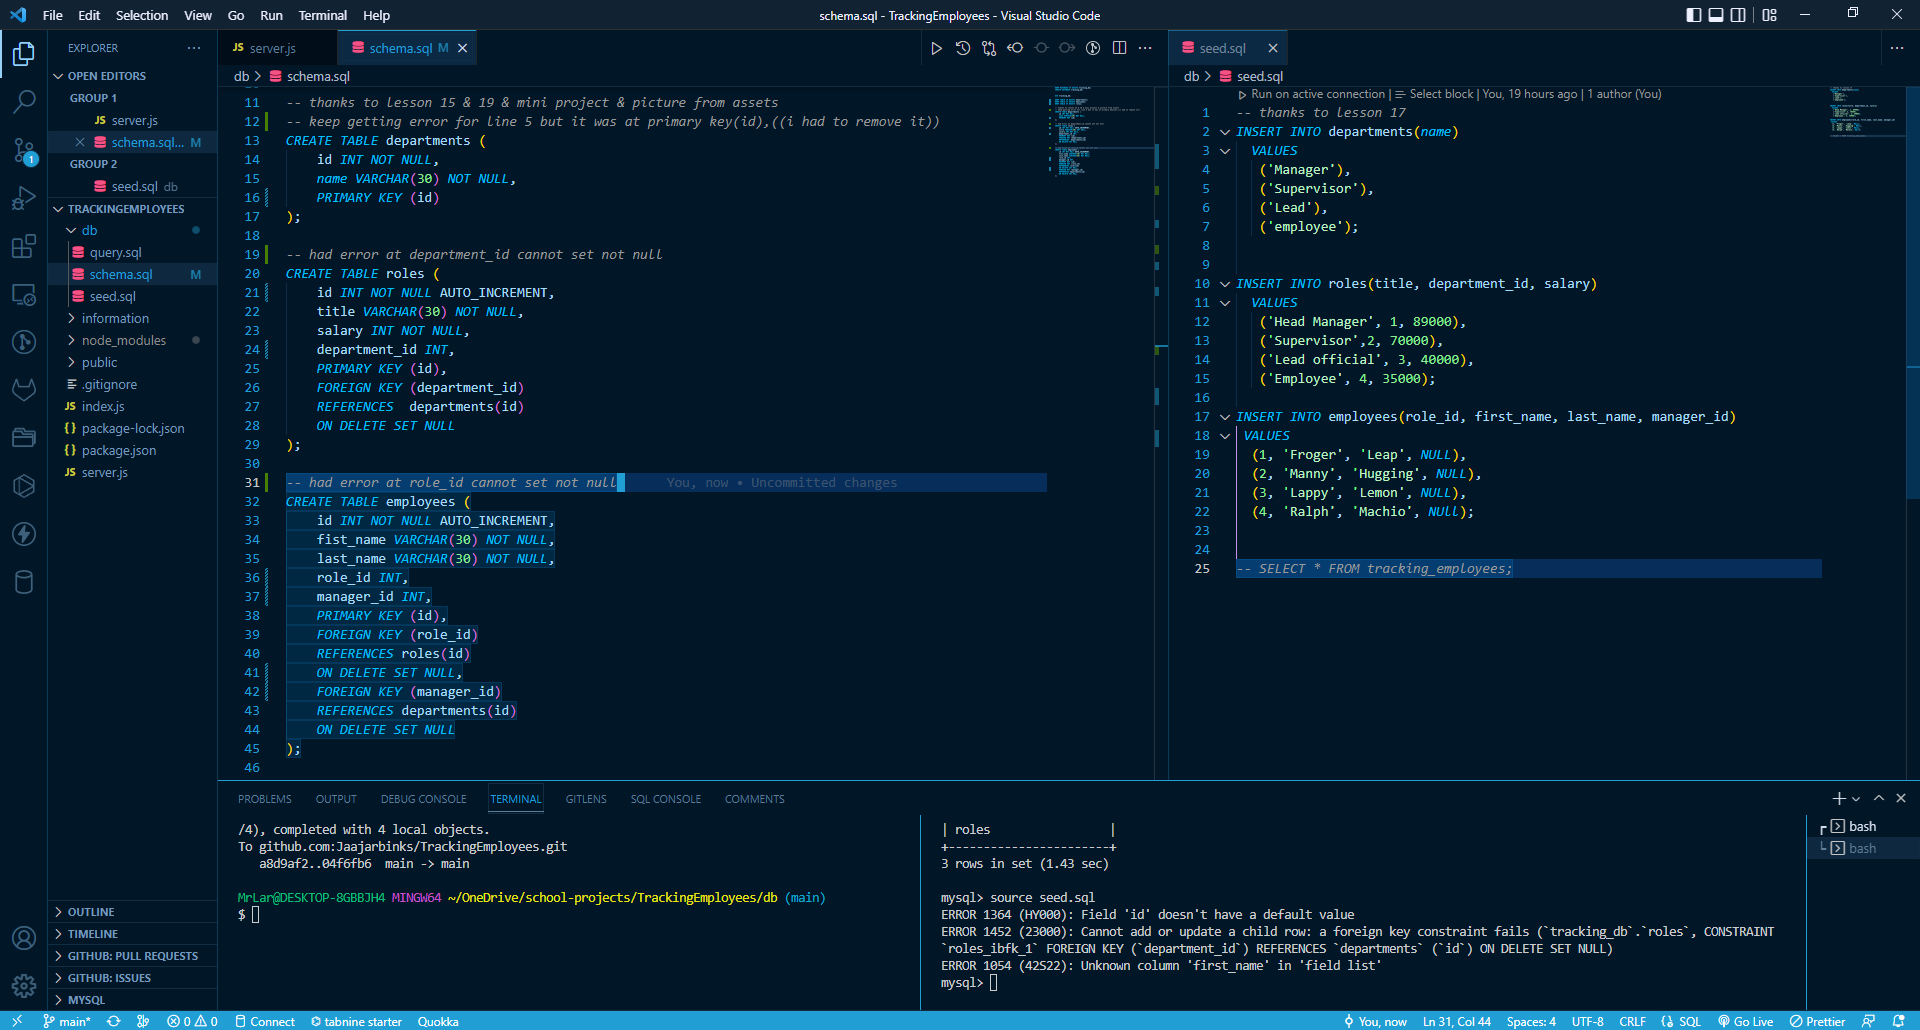 File Edit Selection View Go Run Terminal Help
schema.sql - TrackingEmployees - Visual Studio Code
EXPLORER
OPEN EDITORS
GROUP 1
server.js
schema.sql... M
GROUP 2
seed.sql db
TRACKINGEMPLOYEES
db
query.sql
schema.sql M
seed.sql
information
node_modules
public
.gitignore
index.js
package-lock.json
package.json
server.js
OUTLINE
TIMELINE
GITHUB: PULL REQUESTS
GITHUB: ISSUES
MYSQL
JS server.js
schema.sql M
db > schema.sql
11 -- thanks to lesson 15 & 19 & mini project & picture from assets
12 -- keep getting error for line 5 but it was at primary key(id),((i had to remove it))
13 CREATE TABLE departments (
14 id INT NOT NULL,
15 name VARCHAR(30) NOT NULL,
16 PRIMARY KEY (id)
17 );
18
19 -- had error at department_id cannot set not null
20 CREATE TABLE roles (
21 id INT NOT NULL AUTO_INCREMENT,
22 title VARCHAR(30) NOT NULL,
23 salary INT NOT NULL,
24 department_id INT,
25 PRIMARY KEY (id),
26 FOREIGN KEY (department_id)
27 REFERENCES  departments(id)
28 ON DELETE SET NULL
29 );
30
31 -- had error at role_id cannot set not null You, now • Uncommitted changes
32 CREATE TABLE employees (
33 id INT NOT NULL AUTO_INCREMENT,
34 fist_name VARCHAR(30) NOT NULL,
35 last_name VARCHAR(30) NOT NULL,
36 role_id INT,
37 manager_id INT,
38 PRIMARY KEY (id),
39 FOREIGN KEY (role_id)
40 REFERENCES roles(id)
41 ON DELETE SET NULL,
42 FOREIGN KEY (manager_id)
43 REFERENCES departments(id)
44 ON DELETE SET NULL
45 );
46
seed.sql
db > seed.sql
Run on active connection | Select block | You, 19 hours ago | 1 author (You)
1 -- thanks to lesson 17
2 INSERT INTO departments(name)
3 VALUES
4 ('Manager'),
5 ('Supervisor'),
6 ('Lead'),
7 ('employee');
8
9
10 INSERT INTO roles(title, department_id, salary)
11 VALUES
12 ('Head Manager', 1, 89000),
13 ('Supervisor',2, 70000),
14 ('Lead official', 3, 40000),
15 ('Employee', 4, 35000);
16
17 INSERT INTO employees(role_id, first_name, last_name, manager_id)
18 VALUES
19 (1, 'Froger', 'Leap', NULL),
20 (2, 'Manny', 'Hugging', NULL),
21 (3, 'Lappy', 'Lemon', NULL),
22 (4, 'Ralph', 'Machio', NUll);
23
24
25 -- SELECT * FROM tracking_employees;
PROBLEMS OUTPUT DEBUG CONSOLE TERMINAL GITLENS SQL CONSOLE COMMENTS
/4), completed with 4 local objects.
To github.com:Jaajarbinks/TrackingEmployees.git
a8d9af2..04f6fb6 main -> main
MrLar@DESKTOP-8GBBJH4 MINGW64 ~/OneDrive/school-projects/TrackingEmployees/db (main)
$
| roles |
+-----------------------+
3 rows in set (1.43 sec)
mysql> source seed.sql
ERROR 1364 (HY000): Field 'id' doesn't have a default value
ERROR 1452 (23000): Cannot add or update a child row: a foreign key constraint fails (`tracking_db`.`roles`, CONSTRAINT
`roles_ibfk_1` FOREIGN KEY (`department_id`) REFERENCES `departments` (`id`) ON DELETE SET NULL)
ERROR 1054 (42S22): Unknown column 'first_name' in 'field list'
mysql>
bash
bash
main* 0 0 Connect tabnine starter Quokka
You, now Ln 31, Col 44 Spaces: 4 UTF-8 CRLF SQL Go Live Prettier